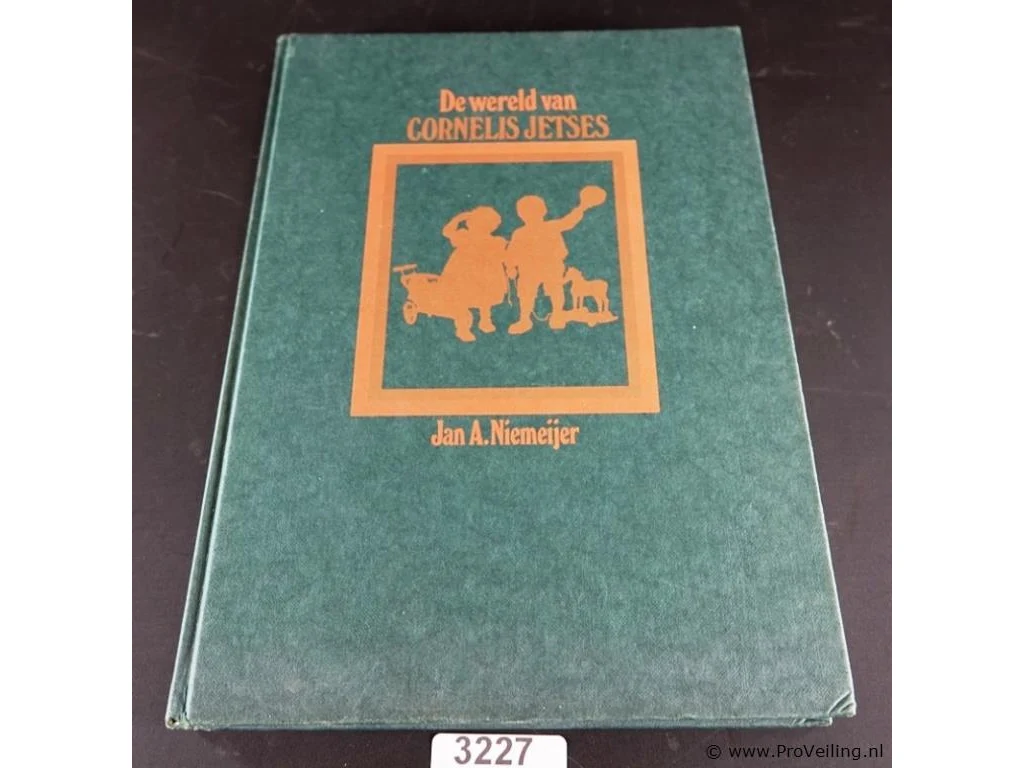 De wereld van
CORNELIS JETSES
Jan A. Niemeijer
3227
© www.ProVeiling.nl